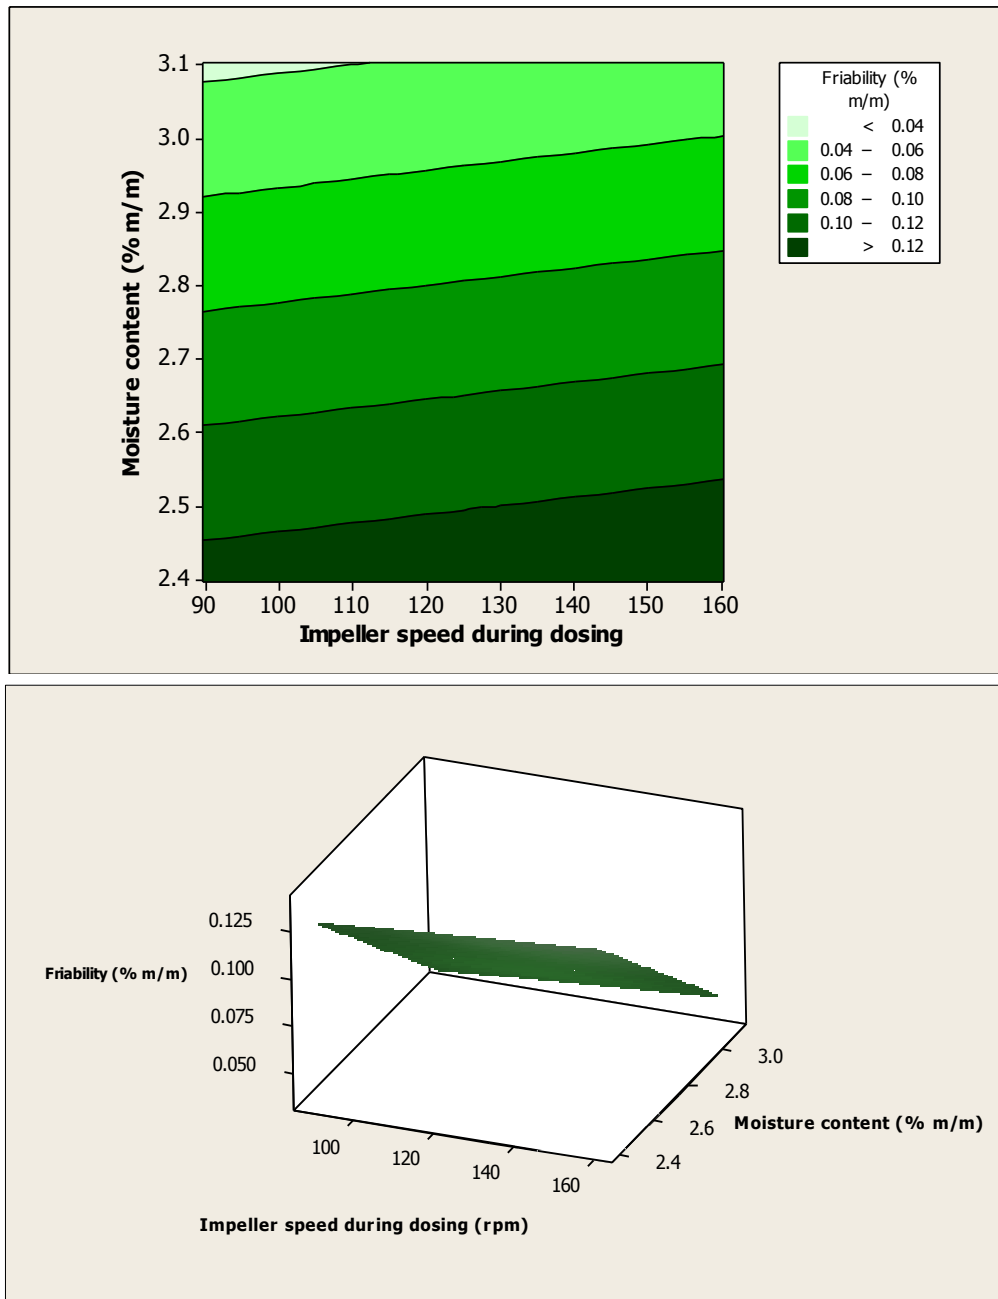 3.1
3.0
2.9
2.8
2.7
2.6
2.5
2.4
Moisture content (% m/m)
90 100 110 120 130 140 150 160
Impeller speed during dosing
Friability (%
m/m)
< 0.04
0.04 – 0.06
0.06 – 0.08
0.08 – 0.10
0.10 – 0.12
> 0.12
0.125
0.100
0.075
0.050
Friability (% m/m)
100 120 140 160
Impeller speed during dosing (rpm)
3.0
2.8
2.6
2.4
Moisture content (% m/m)